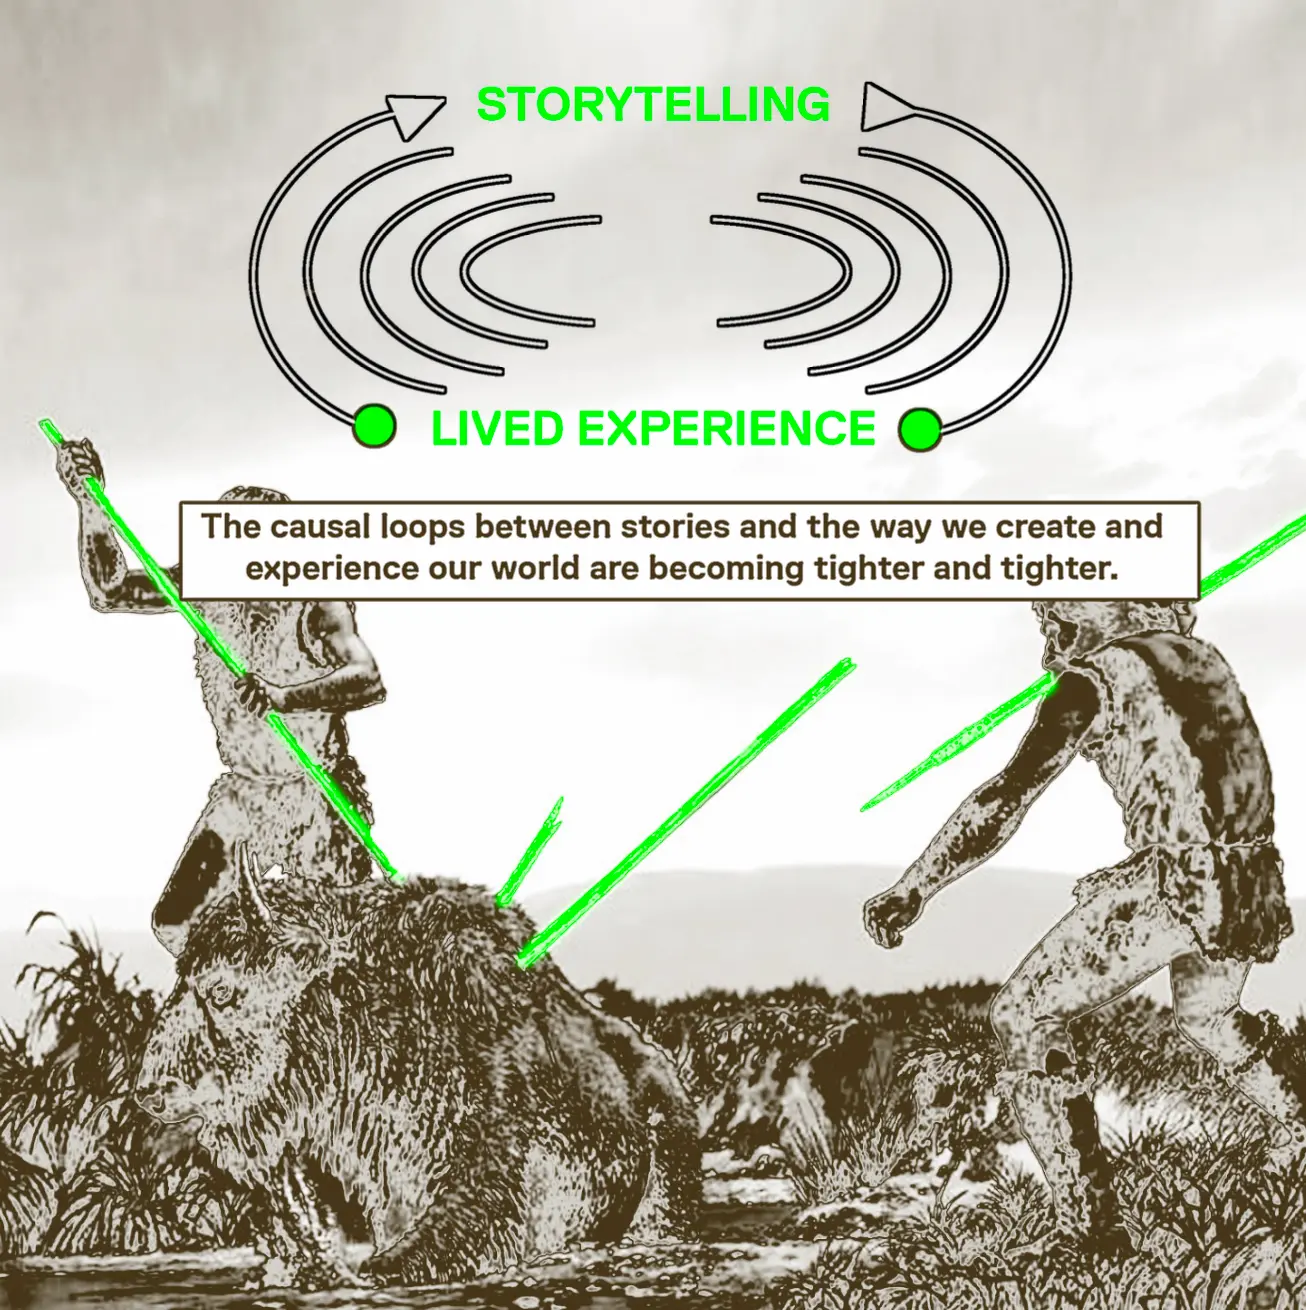 STORYTELLING
LIVED EXPERIENCE
The causal loops between stories and the way we create and
experience our world are becoming tighter and tighter.